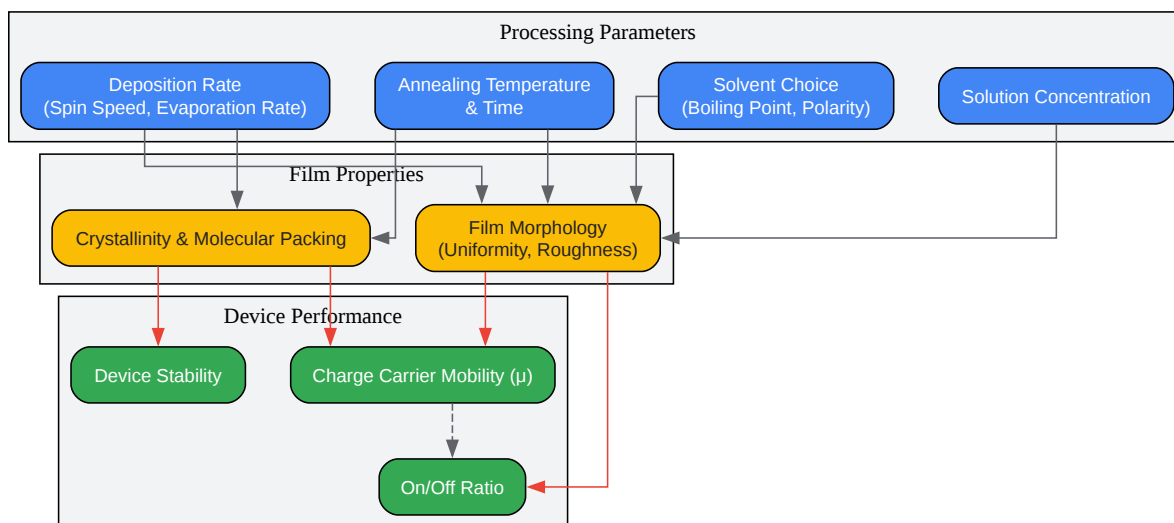 Processing Parameters
Deposition Rate
(Spin Speed, Evaporation Rate)
Annealing Temperature
& Time
Solvent Choice
(Boiling Point, Polarity)
Solution Concentration
Film Properties
Crystallinity & Molecular Packing
Film Morphology
(Uniformity, Roughness)
Device Performance
Device Stability
Charge Carrier Mobility (μ)
On/Off Ratio